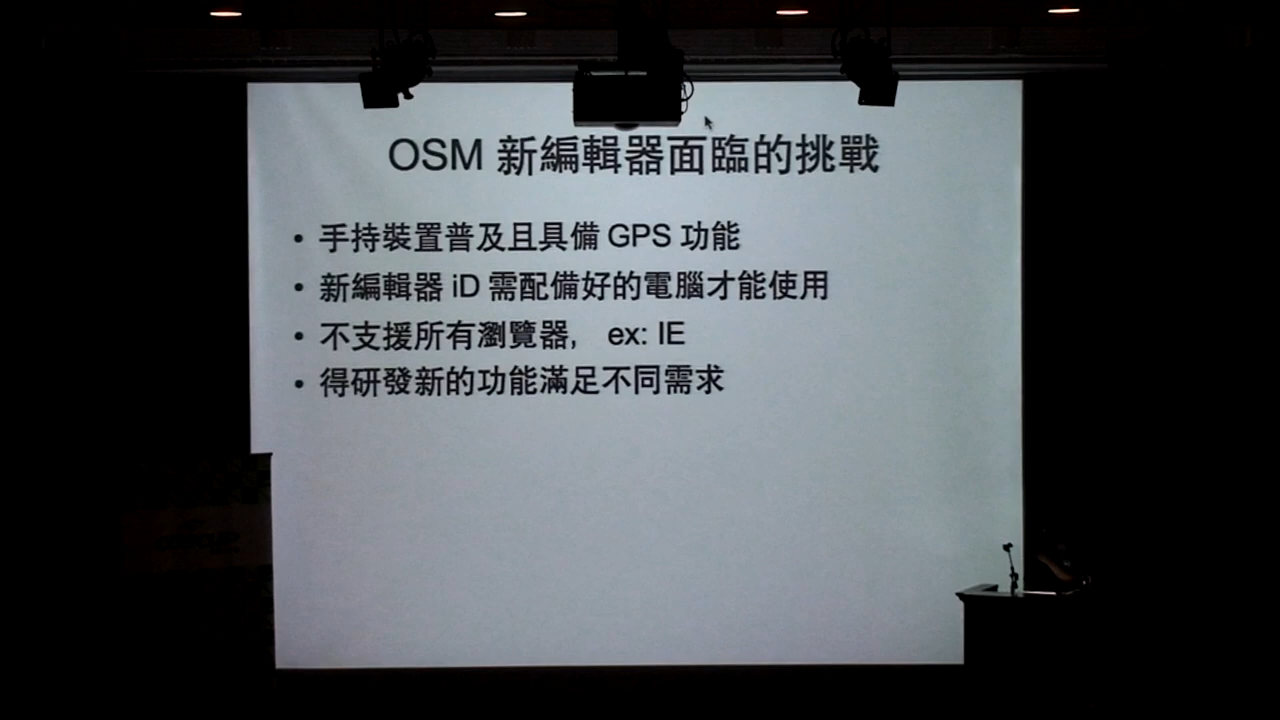 OSM 新編輯器面臨的挑戰
• 手持裝置普及且具備 GPS 功能
• 新編輯器 iD 需配備好的電腦才能使用
• 不支援所有瀏覽器, ex: IE
• 得研發新的功能滿足不同需求